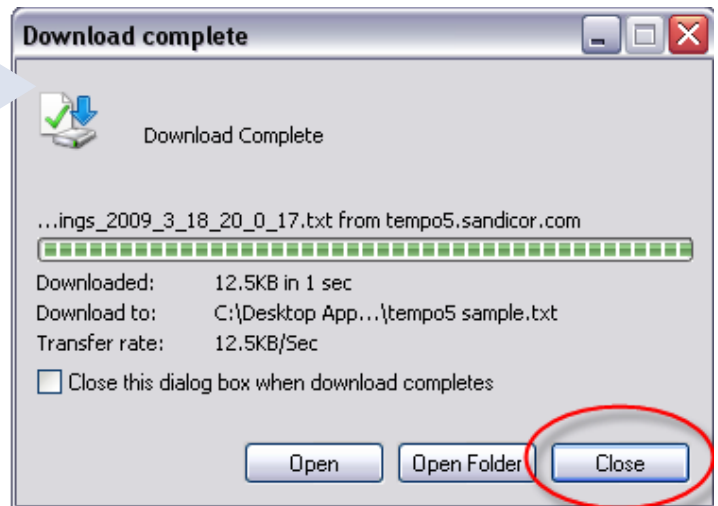 Download complete
Download Complete
...ings_2009_3_18_20_0_17.txt from tempo5.sandicor.com
Downloaded: 12.5KB in 1 sec
Download to: C:\Desktop App...\tempo5 sample.txt
Transfer rate: 12.5KB/Sec
Close this dialog box when download completes
Open Open Folder Close